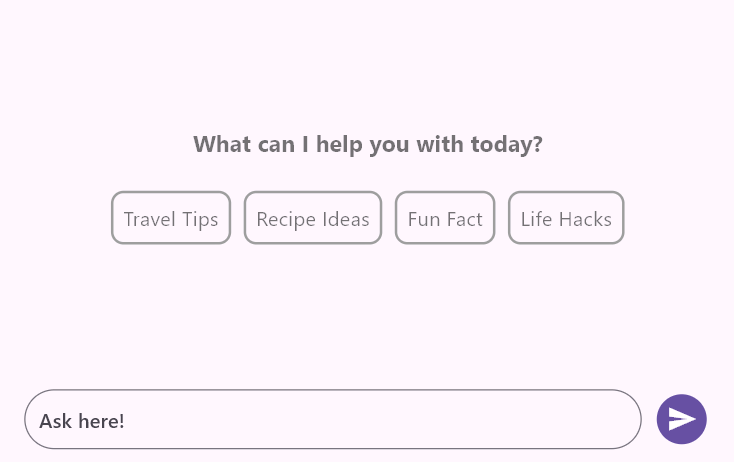 What can I help you with today?
Travel Tips Recipe Ideas Fun Fact Life Hacks
Ask here!